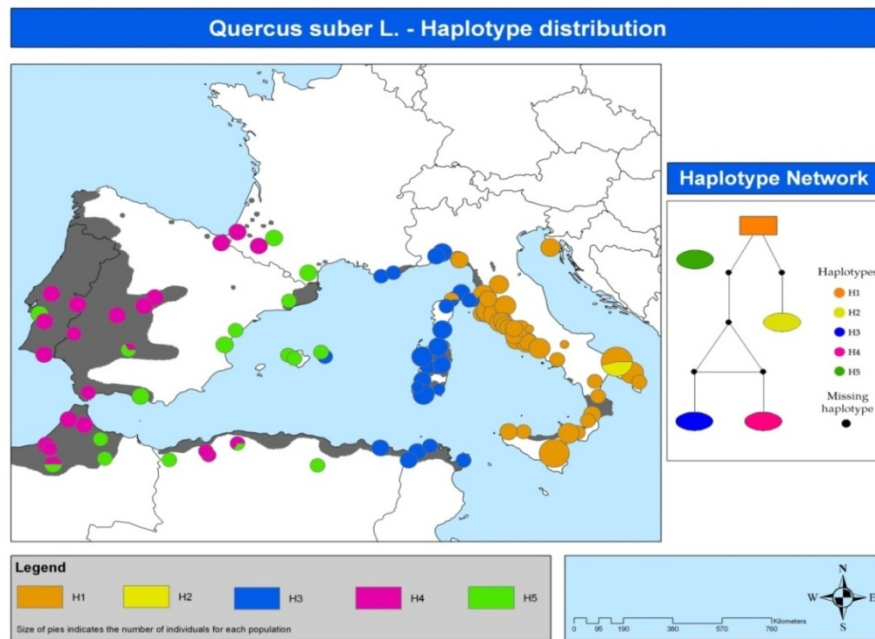 Quercus suber L. - Haplotype distribution
Haplotype Network
Haplotypes
H1
H2
H3
H4
H5
Missing
haplotype
Legend
H1 H2 H3 H4 H5
Size of pies indicates the number of individuals for each population
N
W E
S
Kilometers
0 95 190 380 570 760